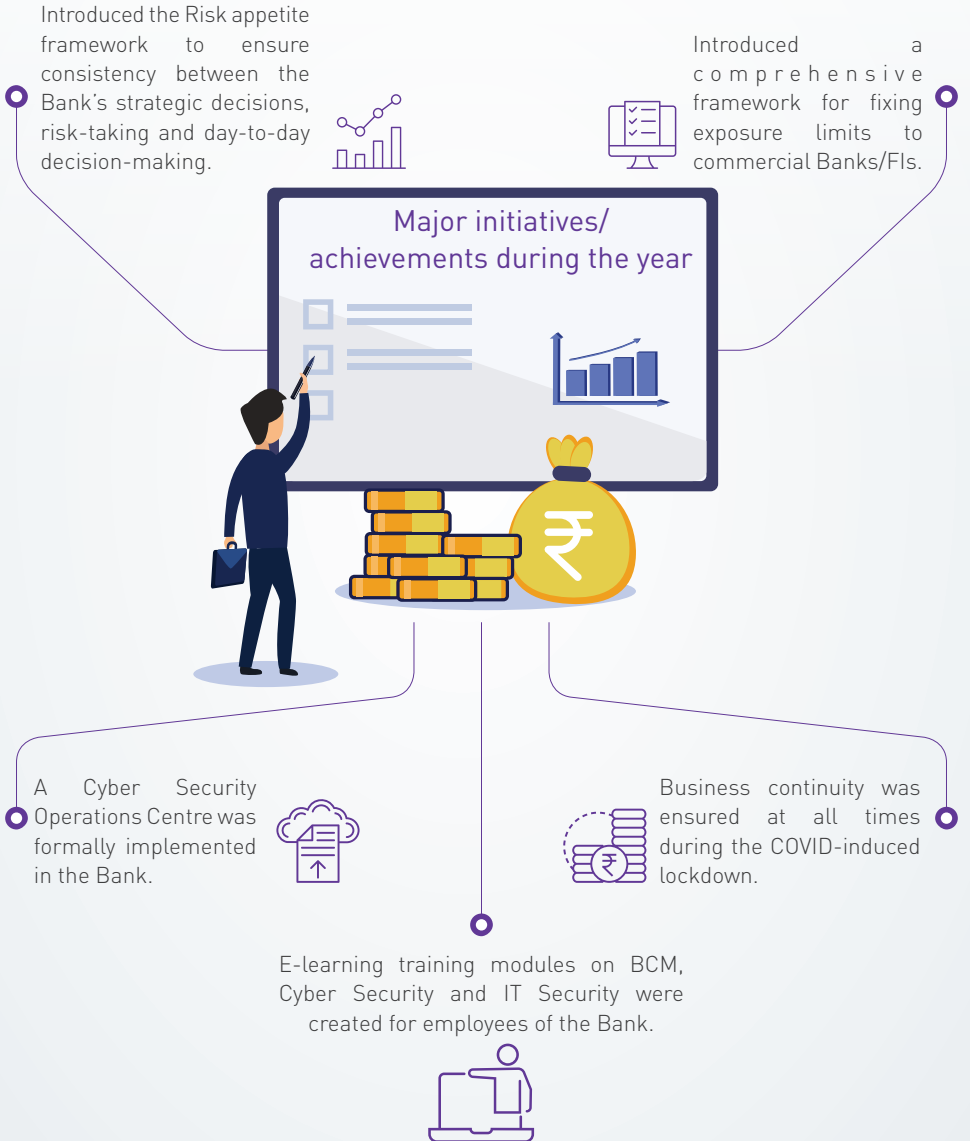 Introduced the Risk appetite
framework to ensure
consistency between the
Bank's strategic decisions,
risk-taking and day-to-day
decision-making.
Introduced a
comprehensive
framework for fixing
exposure limits to
commercial Banks/FIs.
Major initiatives/
achievements during the year
₹
A Cyber Security
Operations Centre was
formally implemented
in the Bank.
Business continuity was
ensured at all times
during the COVID-induced
lockdown.
₹
E-learning training modules on BCM,
Cyber Security and IT Security were
created for employees of the Bank.